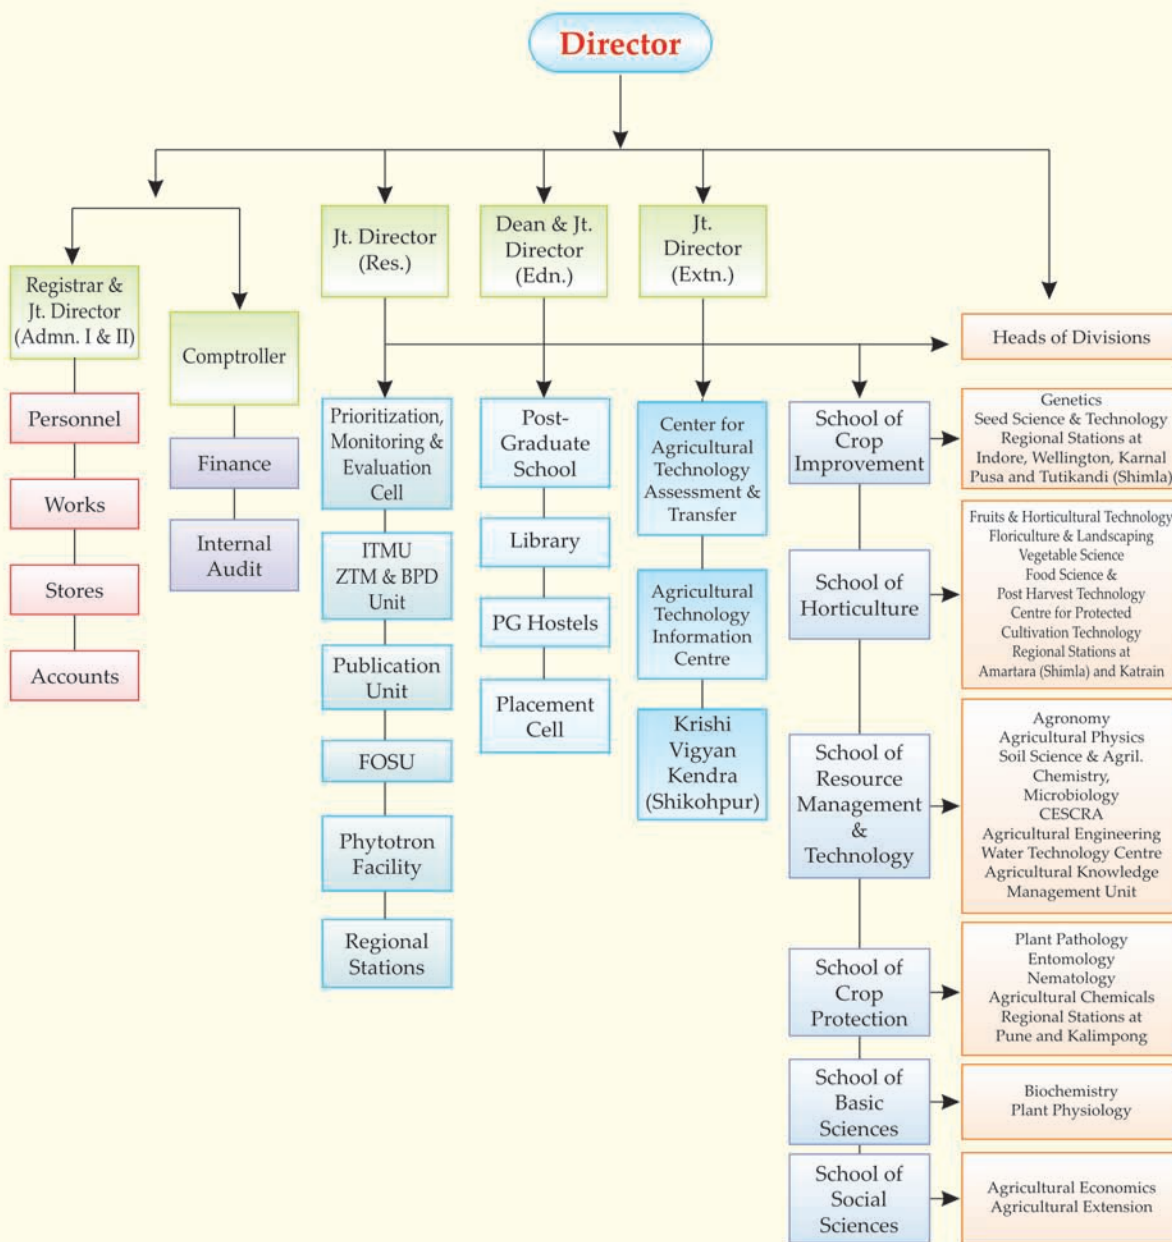 Director
Registrar &
Jt. Director
(Admn. I & II)
Personnel
Works
Stores
Accounts
Comptroller
Finance
Internal
Audit
Jt. Director
(Res.)
Prioritization,
Monitoring &
Evaluation
Cell
ITMU
ZTM & BPD
Unit
Publication
Unit
FOSU
Phytotron
Facility
Regional
Stations
Dean & Jt.
Director
(Edn.)
Post-
Graduate
School
Library
PG Hostels
Placement
Cell
Jt.
Director
(Extn.)
Center for
Agricultural
Technology
Assessment &
Transfer
Agricultural
Technology
Information
Centre
Krishi
Vigyan
Kendra
(Shikohpur)
Heads of Divisions
School of
Crop
Improvement
Genetics
Seed Science & Technology
Regional Stations at
Indore, Wellington, Karnal
Pusa and Tutikandi (Shimla)
School of
Horticulture
Fruits & Horticultural Technology
Floriculture & Landscaping
Vegetable Science
Food Science &
Post Harvest Technology
Centre for Protected
Cultivation Technology
Regional Stations at
Amartara (Shimla) and Katrain
School of
Resource
Management
&
Technology
Agronomy
Agricultural Physics
Soil Science & Agril.
Chemistry,
Microbiology
CESCRA
Agricultural Engineering
Water Technology Centre
Agricultural Knowledge
Management Unit
School of
Crop
Protection
Plant Pathology
Entomology
Nematology
Agricultural Chemicals
Regional Stations at
Pune and Kalimpong
School of
Basic
Sciences
Biochemistry
Plant Physiology
School of
Social
Sciences
Agricultural Economics
Agricultural Extension